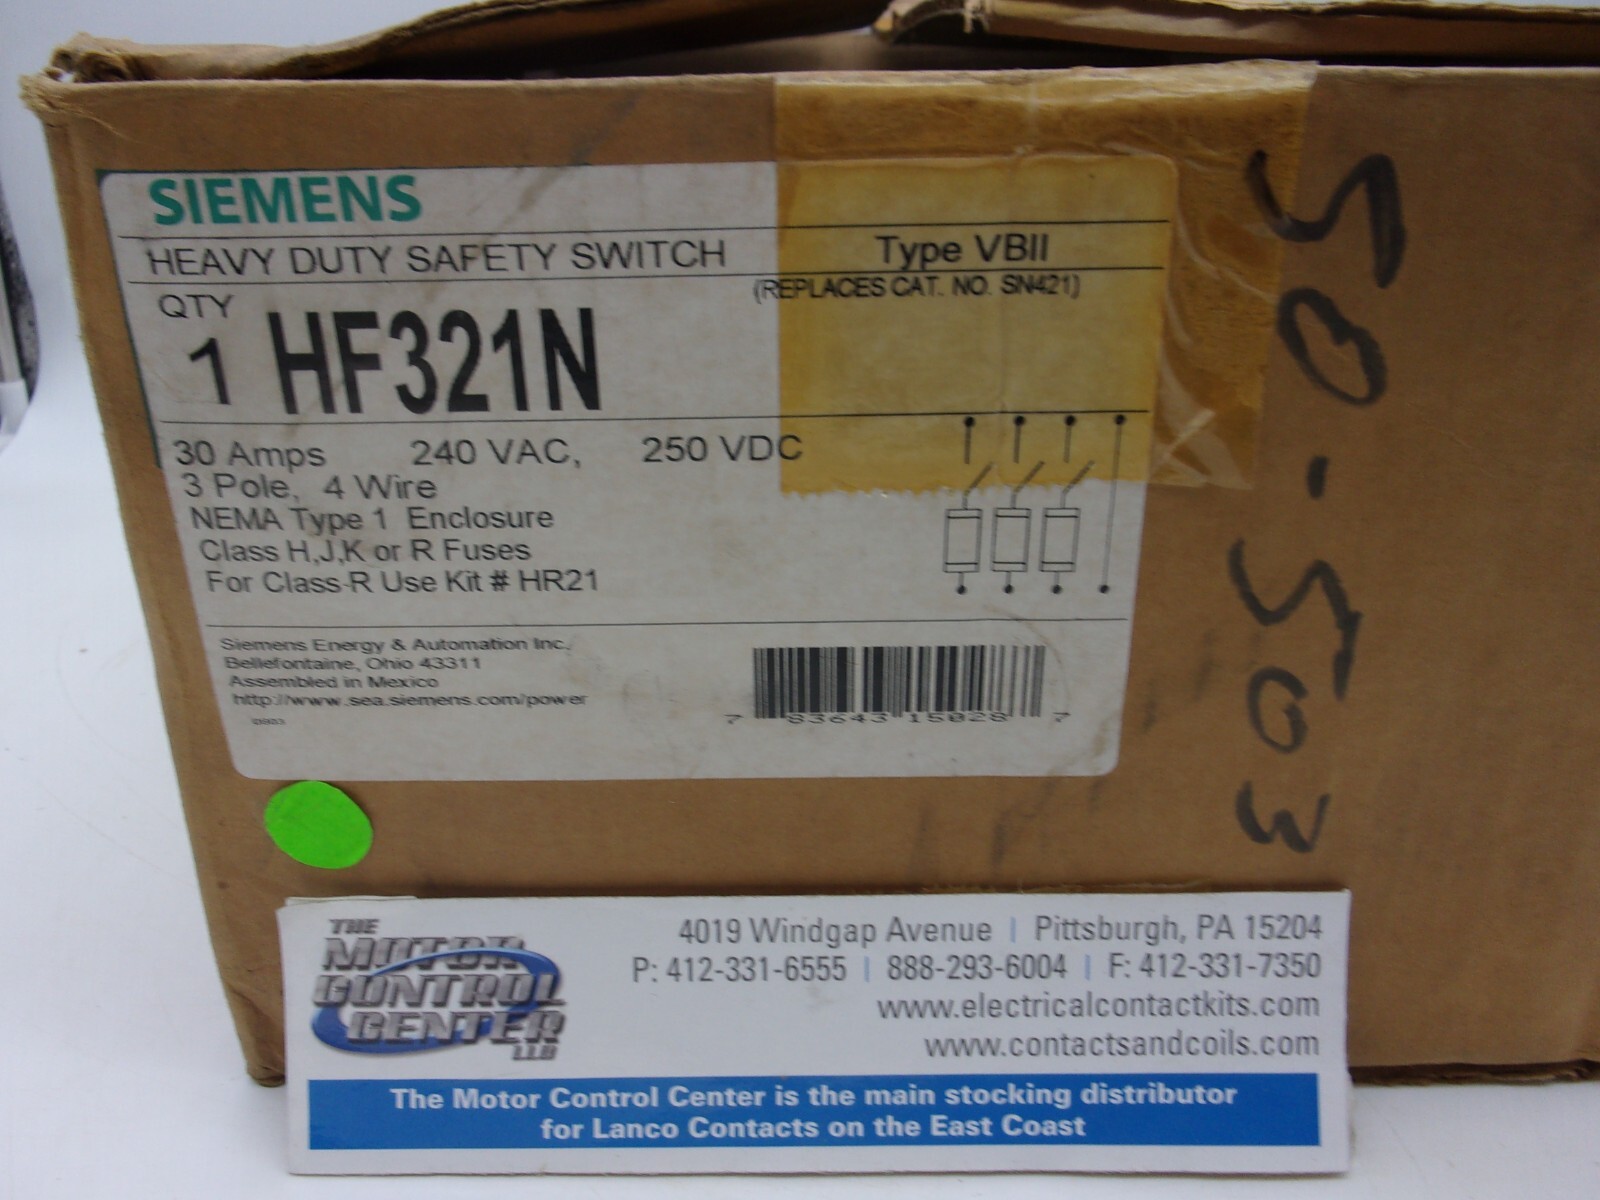 SIEMENS
HEAVY DUTY SAFETY SWITCH Type VBII
(REPLACES CAT. NO. SN421)
QTY
1 HF321N
30 Amps 240 VAC, 250 VDC
3 Pole, 4 Wire
NEMA Type 1 Enclosure
Class H,J,K or R Fuses
For Class-R Use Kit # HR21
Siemens Energy & Automation Inc.
Bellefontaine, Ohio 43311
Assembled in Mexico
http://www.sea.siemens.com/power
7 83643 15028 7
50-503
THE
MOTOR
CONTROL
CENTER
LLC
4019 Windgap Avenue | Pittsburgh, PA 15204
P: 412-331-6555 | 888-293-6004 | F: 412-331-7350
www.electricalcontactkits.com
www.contactsandcoils.com
The Motor Control Center is the main stocking distributor
for Lanco Contacts on the East Coast